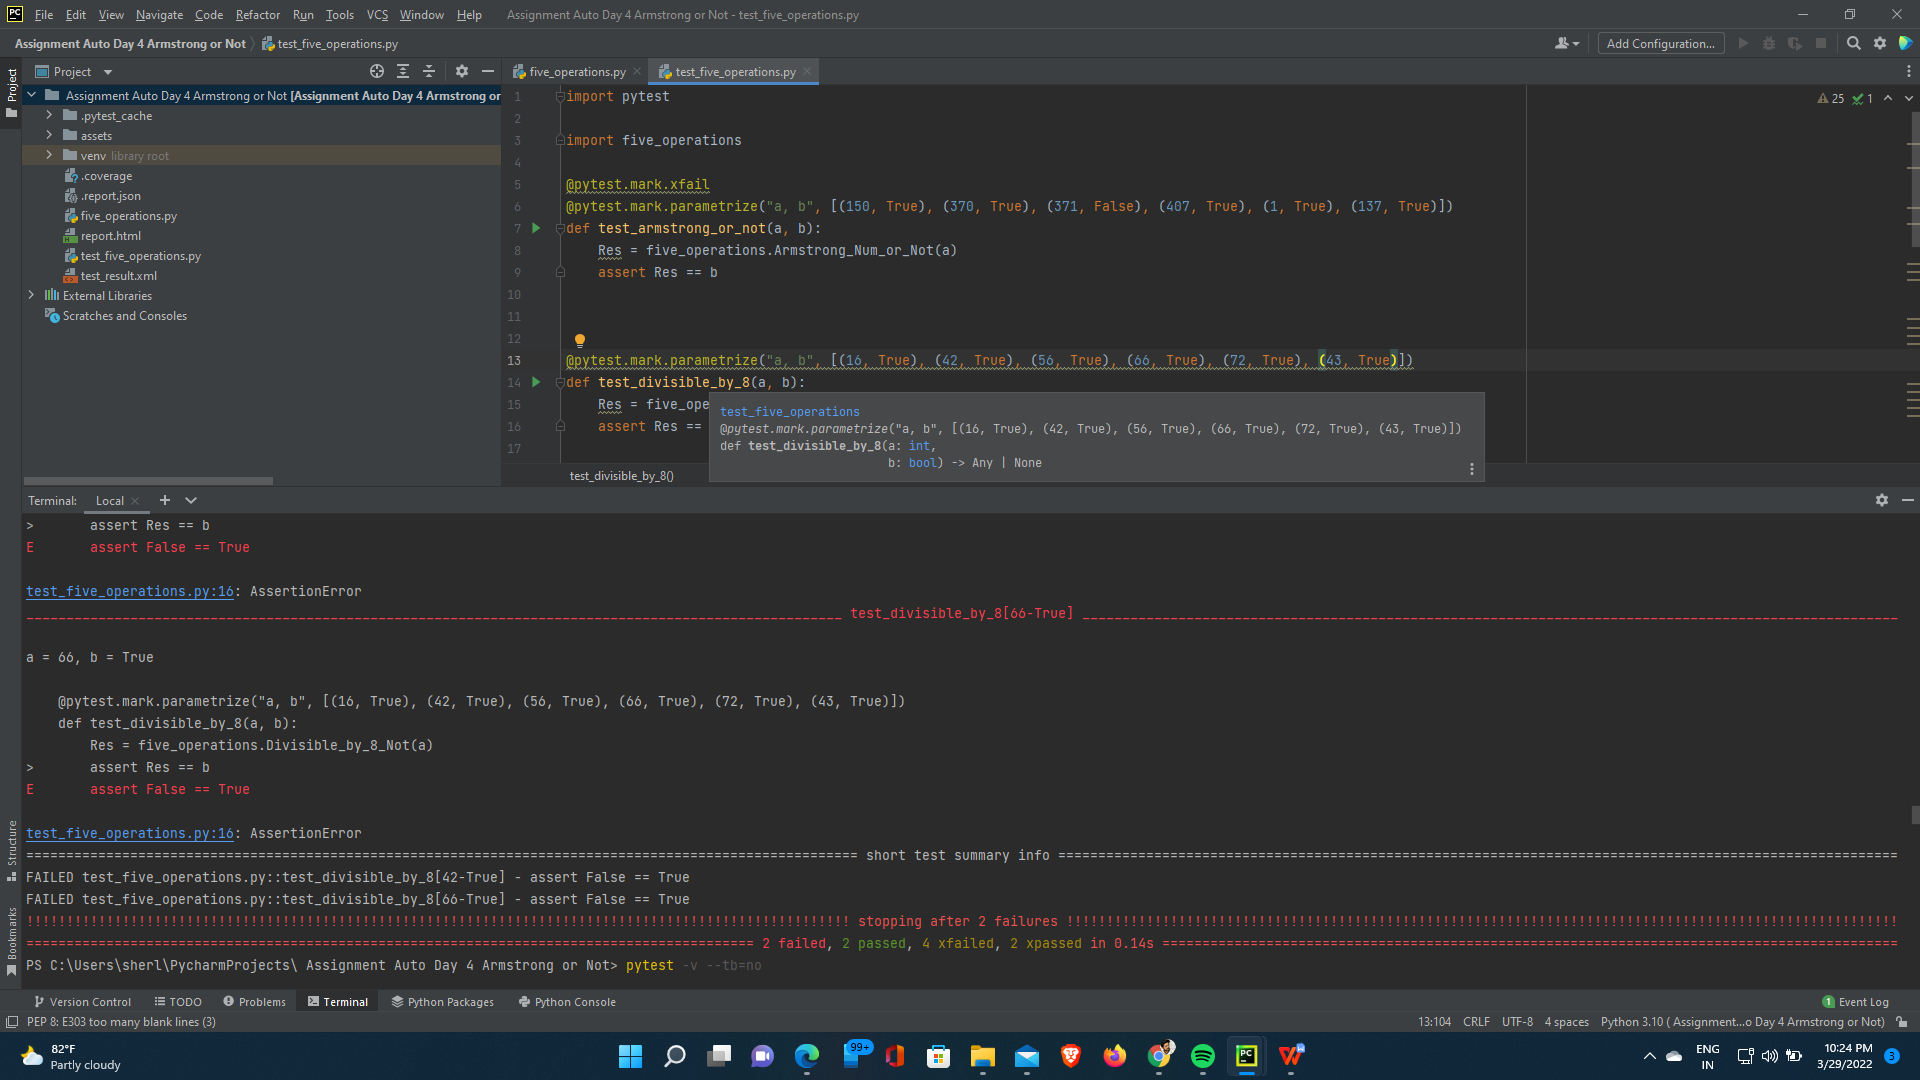 PC File Edit View Navigate Code Refactor Run Tools VCS Window Help Assignment Auto Day 4 Armstrong or Not - test_five_operations.py
Assignment Auto Day 4 Armstrong or Not test_five_operations.py Add Configuration...
Project
Project
five_operations.py test_five_operations.py
Assignment Auto Day 4 Armstrong or Not [Assignment Auto Day 4 Armstrong or
.pytest_cache
assets
venv library root
.coverage
.report.json
five_operations.py
report.html
test_five_operations.py
test_result.xml
External Libraries
Scratches and Consoles
25 1
1 import pytest
2
3 import five_operations
4
5 @pytest.mark.xfail
6 @pytest.mark.parametrize("a, b", [(150, True), (370, True), (371, False), (407, True), (1, True), (137, True)])
7 def test_armstrong_or_not(a, b):
8 Res = five_operations.Armstrong_Num_or_Not(a)
9 assert Res == b
10
11
12
13 @pytest.mark.parametrize("a, b", [(16, True), (42, True), (56, True), (66, True), (72, True), (43, True)])
14 def test_divisible_by_8(a, b):
15 Res = five_ope
16 assert Res ==
17
test_five_operations
@pytest.mark.parametrize("a, b", [(16, True), (42, True), (56, True), (66, True), (72, True), (43, True)])
def test_divisible_by_8(a: int,
b: bool) -> Any | None
test_divisible_by_8()
Terminal: Local
> assert Res == b
E assert False == True
test_five_operations.py:16: AssertionError
test_divisible_by_8[66-True]
a = 66, b = True
@pytest.mark.parametrize("a, b", [(16, True), (42, True), (56, True), (66, True), (72, True), (43, True)])
def test_divisible_by_8(a, b):
Res = five_operations.Divisible_by_8_Not(a)
> assert Res == b
E assert False == True
test_five_operations.py:16: AssertionError
short test summary info
FAILED test_five_operations.py::test_divisible_by_8[42-True] - assert False == True
FAILED test_five_operations.py::test_divisible_by_8[66-True] - assert False == True
stopping after 2 failures
2 failed, 2 passed, 4 xfailed, 2 xpassed in 0.14s
PS C:\Users\sherl\PycharmProjects\ Assignment Auto Day 4 Armstrong or Not> pytest -v --tb=no
Structure
Bookmarks
Version Control TODO Problems Terminal Python Packages Python Console 1 Event Log
PEP 8: E303 too many blank lines (3) 13:104 CRLF UTF-8 4 spaces Python 3.10 ( Assignment...o Day 4 Armstrong or Not)
82°F
Partly cloudy
99+
PC
ENG
IN
10:24 PM
3/29/2022
3